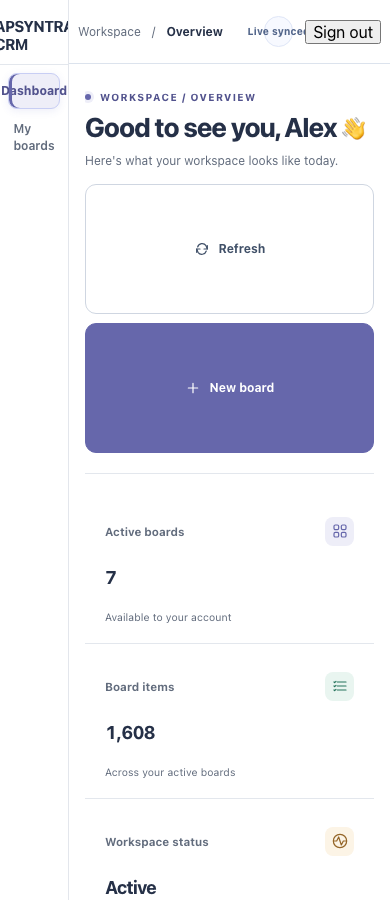 APSYNTRA
CRM
Dashboard
My
boards
Workspace / Overview
Live synced
Sign out
WORKSPACE / OVERVIEW
Good to see you, Alex 👋
Here's what your workspace looks like today.
Refresh
New board
Active boards
7
Available to your account
Board items
1,608
Across your active boards
Workspace status
Active